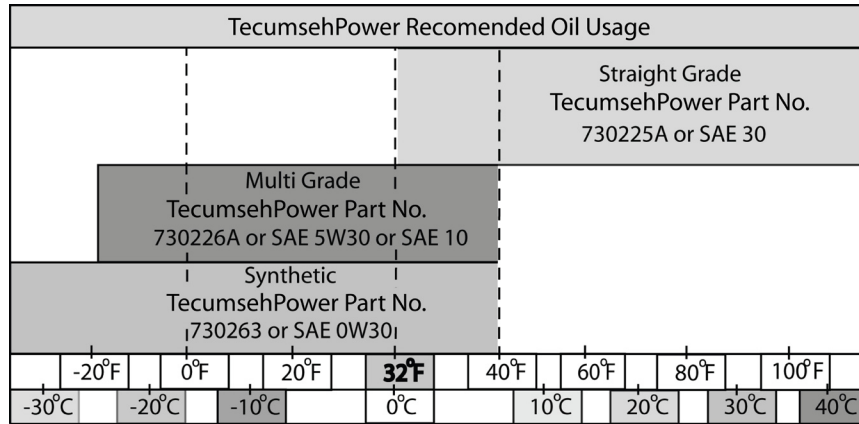 TecumsehPower Recomended Oil Usage
Straight Grade
TecumsehPower Part No.
730225A or SAE 30
Multi Grade
TecumsehPower Part No.
730226A or SAE 5W30 or SAE 10
Synthetic
TecumsehPower Part No.
730263 or SAE 0W30
-20°F 0°F 20°F 32°F 40°F 60°F 80°F 100°F
-30°C -20°C -10°C 0°C 10°C 20°C 30°C 40°C